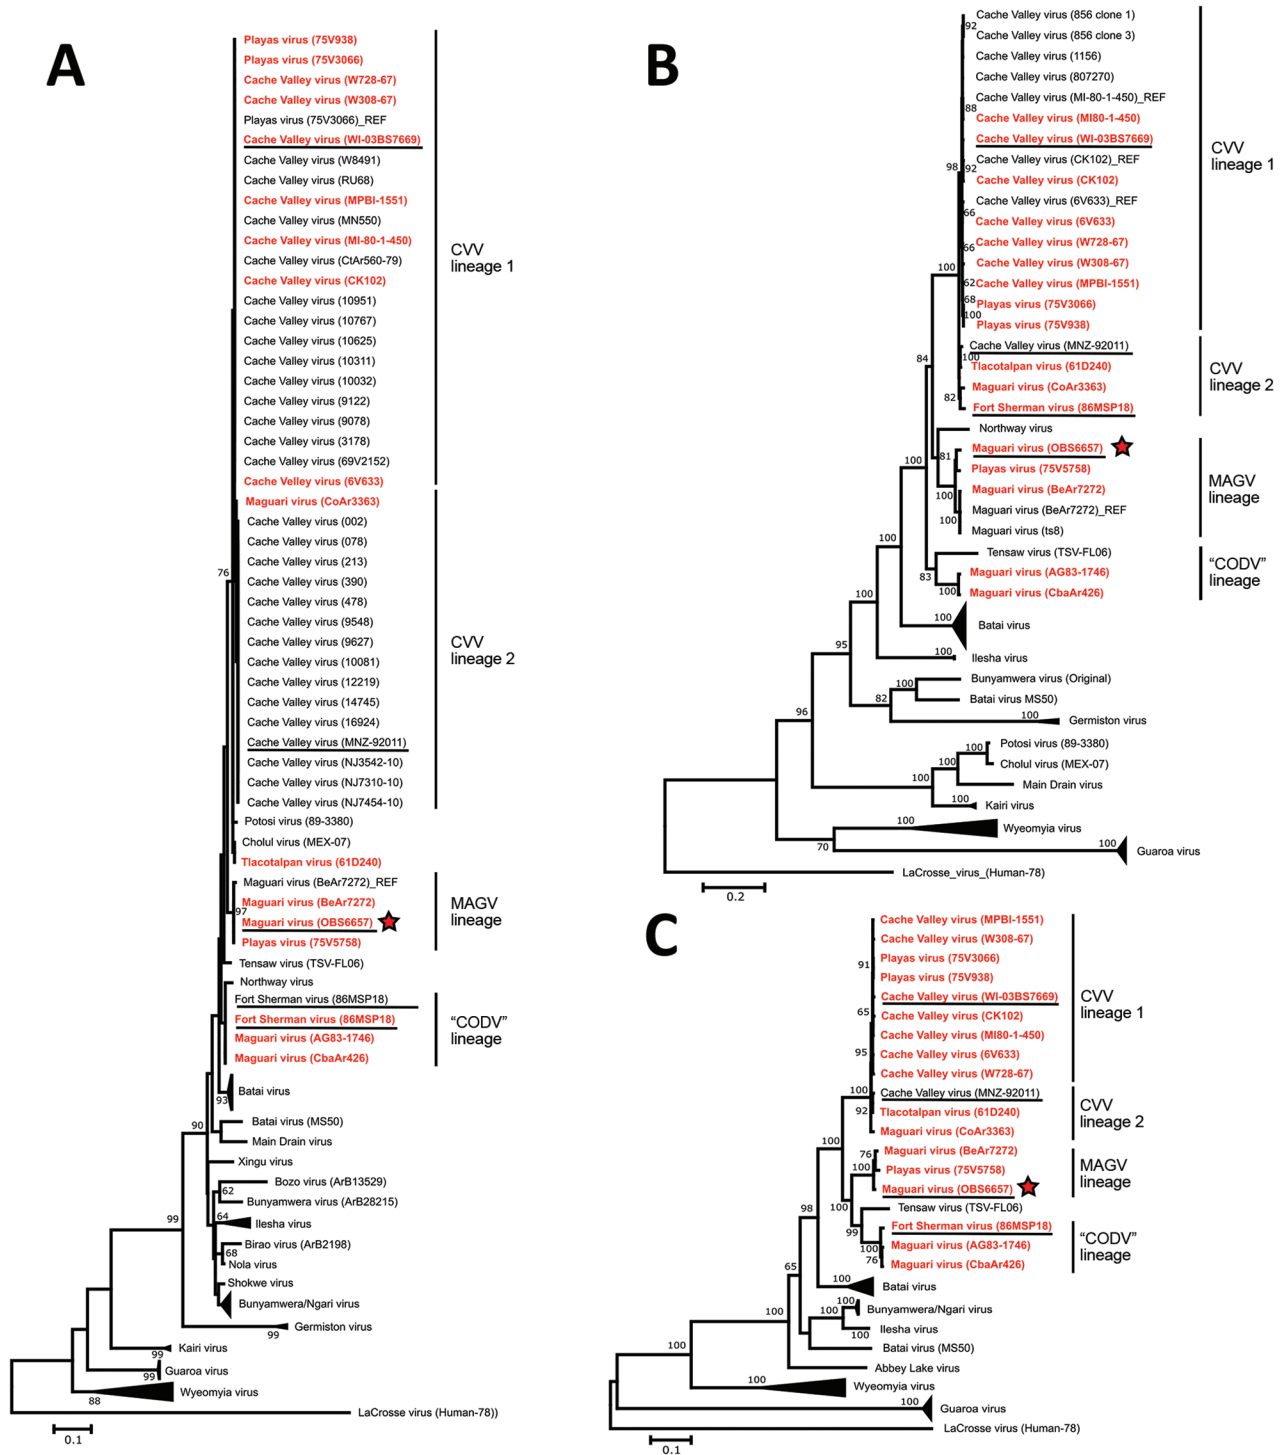 A
Playas virus (75V938)
Playas virus (75V3066)
Cache Valley virus (W728-67)
Cache Valley virus (W308-67)
Playas virus (75V3066)_REF
Cache Valley virus (WI-03BS7669)
Cache Valley virus (W8491)
Cache Valley virus (RU68)
Cache Valley virus (MPBI-1551)
Cache Valley virus (MN550)
Cache Valley virus (MI-80-1-450)
Cache Valley virus (CtAr560-79)
Cache Valley virus (CK102)
Cache Valley virus (10951)
Cache Valley virus (10767)
Cache Valley virus (10625)
Cache Valley virus (10311)
Cache Valley virus (10032)
Cache Valley virus (9122)
Cache Valley virus (9078)
Cache Valley virus (3178)
Cache Valley virus (69V2152)
Cache Velley virus (6V633)
CVV
lineage 1
Maguari virus (CoAr3363)
Cache Valley virus (002)
Cache Valley virus (078)
Cache Valley virus (213)
Cache Valley virus (390)
Cache Valley virus (478)
Cache Valley virus (9548)
Cache Valley virus (9627)
Cache Valley virus (10081)
Cache Valley virus (12219)
Cache Valley virus (14745)
Cache Valley virus (16924)
Cache Valley virus (MNZ-92011)
Cache Valley virus (NJ3542-10)
Cache Valley virus (NJ7310-10)
Cache Valley virus (NJ7454-10)
CVV
lineage 2
76
Potosi virus (89-3380)
Cholul virus (MEX-07)
Tlacotalpan virus (61D240)
Maguari virus (BeAr7272)_REF
Maguari virus (BeAr7272)
97
Maguari virus (OBS6657)
Playas virus (75V5758)
MAGV
lineage
Tensaw virus (TSV-FL06)
Northway virus
Fort Sherman virus (86MSP18)
Fort Sherman virus (86MSP18)
Maguari virus (AG83-1746)
Maguari virus (CbaAr426)
“CODV”
lineage
Batai virus
93
Batai virus (MS50)
90
Main Drain virus
Xingu virus
Bozo virus (ArB13529)
62
Bunyamwera virus (ArB28215)
64
Ilesha virus
99
Birao virus (ArB2198)
68
Nola virus
Shokwe virus
Bunyamwera/Ngari virus
Germiston virus
99
Kairi virus
99
Guaroa virus
99
Wyeomyia virus
88
LaCrosse virus (Human-78))
0.1
B
Cache Valley virus (856 clone 1)
92
Cache Valley virus (856 clone 3)
Cache Valley virus (1156)
Cache Valley virus (807270)
Cache Valley virus (MI-80-1-450)_REF
88
Cache Valley virus (MI80-1-450)
Cache Valley virus (WI-03BS7669)
Cache Valley virus (CK102)_REF
98
92
Cache Valley virus (CK102)
Cache Valley virus (6V633)_REF
66
Cache Valley virus (6V633)
Cache Valley virus (W728-67)
66
Cache Valley virus (W308-67)
100
62
Cache Valley virus (MPBI-1551)
68
Playas virus (75V3066)
100
Playas virus (75V938)
CVV
lineage 1
Cache Valley virus (MNZ-92011)
100
Tlacotalpan virus (61D240)
84
Maguari virus (CoAr3363)
82
Fort Sherman virus (86MSP18)
CVV
lineage 2
Northway virus
Maguari virus (OBS6657)
81
Playas virus (75V5758)
100
Maguari virus (BeAr7272)
100
Maguari virus (BeAr7272)_REF
100
Maguari virus (ts8)
MAGV
lineage
Tensaw virus (TSV-FL06)
100
Maguari virus (AG83-1746)
83
100
Maguari virus (CbaAr426)
“CODV”
lineage
100
100
Batai virus
95
100
Ilesha virus
Bunyamwera virus (Original)
100
82
Batai virus MS50)
96
100
Germiston virus
Potosi virus (89-3380)
100
Cholul virus (MEX-07)
100
Main Drain virus
100
100
Kairi virus
100
Wyeomyia virus
70
100
Guaroa virus
LaCrosse_virus_(Human-78)
0.2
C
Cache Valley virus (MPBI-1551)
Cache Valley virus (W308-67)
Playas virus (75V3066)
91
Playas virus (75V938)
Cache Valley virus (WI-03BS7669)
65
Cache Valley virus (CK102)
Cache Valley virus (MI80-1-450)
95
Cache Valley virus (6V633)
Cache Valley virus (W728-67)
CVV
lineage 1
100
Cache Valley virus (MNZ-92011)
92
Tlacotalpan virus (61D240)
Maguari virus (CoAr3363)
CVV
lineage 2
100
Maguari virus (BeAr7272)
76
100
Playas virus (75V5758)
Maguari virus (OBS6657)
MAGV
lineage
98
100
Tensaw virus (TSV-FL06)
99
Fort Sherman virus (86MSP18)
100
Maguari virus (AG83-1746)
76
Maguari virus (CbaAr426)
“CODV”
lineage
65
100
Batai virus
100
100
100
Bunyamwera/Ngari virus
100
Ilesha virus
Batai virus (MS50)
100
Abbey Lake virus
100
Wyeomyia virus
100
Guaroa virus
LaCrosse virus (Human-78)
0.1